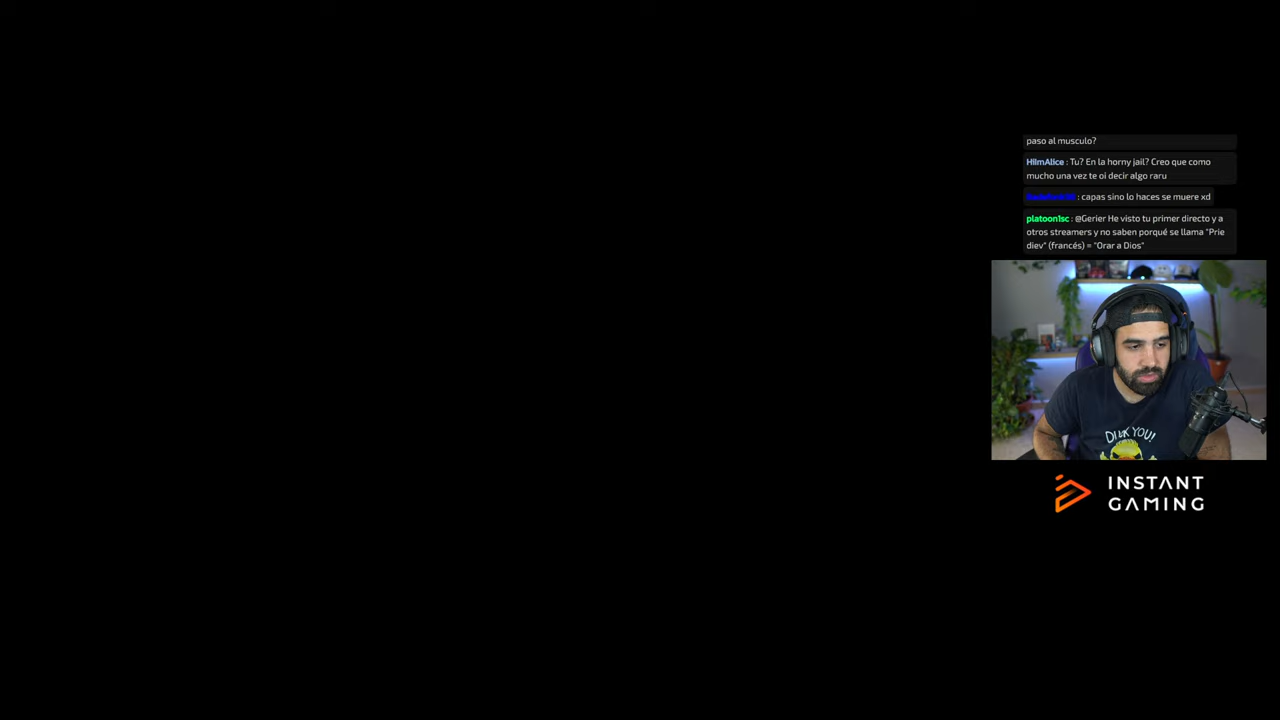 paso al musculo?
HiimAlice : Tu? En la horny jail? Creo que como
mucho una vez te oi decir algo raru
: capas sino lo haces se muere xd
platoon1sc : @Gerier He visto tu primer directo y a
otros streamers y no saben porqué se llama "Prie
diev" (francés) = "Orar a Dios"
YOU!
INSTANT
GAMING